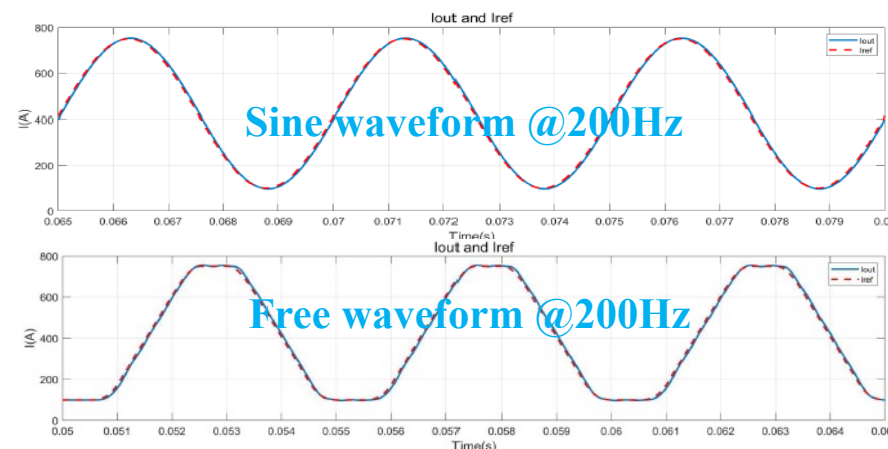 Iout and Iref
800
600
400
200
0
I(A)
Iout
Iref
Sine waveform @200Hz
0.065 0.066 0.067 0.068 0.069 0.07 0.071 0.072 0.073 0.074 0.075 0.076 0.077 0.078 0.079 0.0
Time(s)
Iout and Iref
800
600
400
200
0
I(A)
Iout
Iref
Free waveform @200Hz
0.05 0.051 0.052 0.053 0.054 0.055 0.056 0.057 0.058 0.059 0.06 0.061 0.062 0.063 0.064 0.0
Time(s)